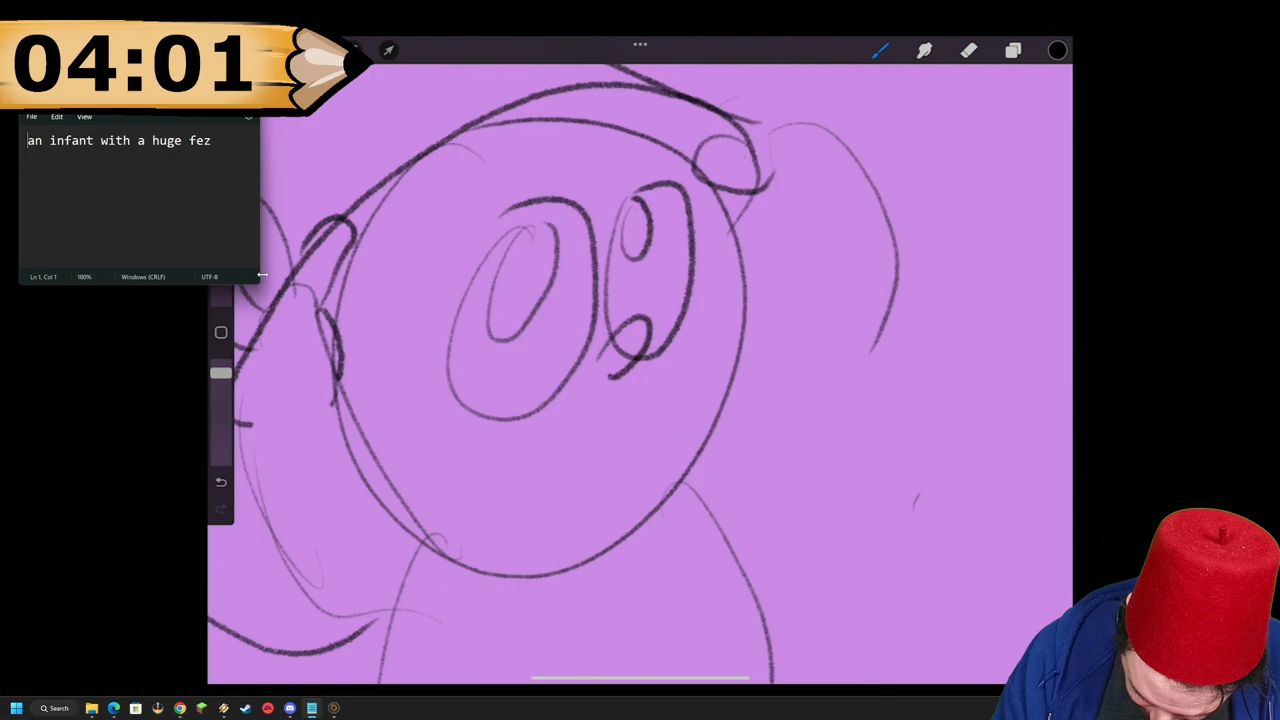 04:01
File Edit View
an infant with a huge fez
Ln 1, Col 1 180% Windows (CRLF) UTF-8
Search